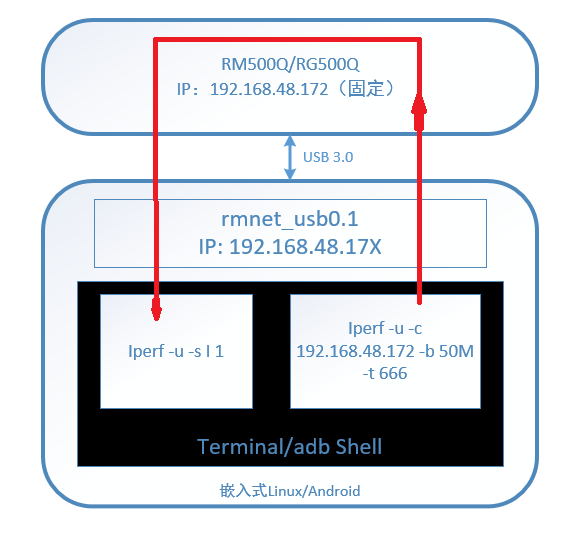 RM500Q/RG500Q
IP：192.168.48.172（固定）
USB 3.0
rmnet_usb0.1
IP: 192.168.48.17X
Iperf -u -s I 1
Iperf -u -c
192.168.48.172 -b 50M
-t 666
Terminal/adb Shell
嵌入式Linux/Android